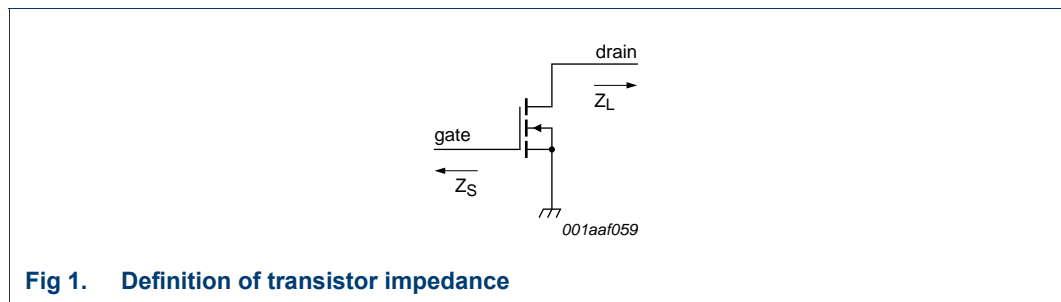 drain
Z_L
gate
Z_S
001aaf059
Fig 1. Definition of transistor impedance